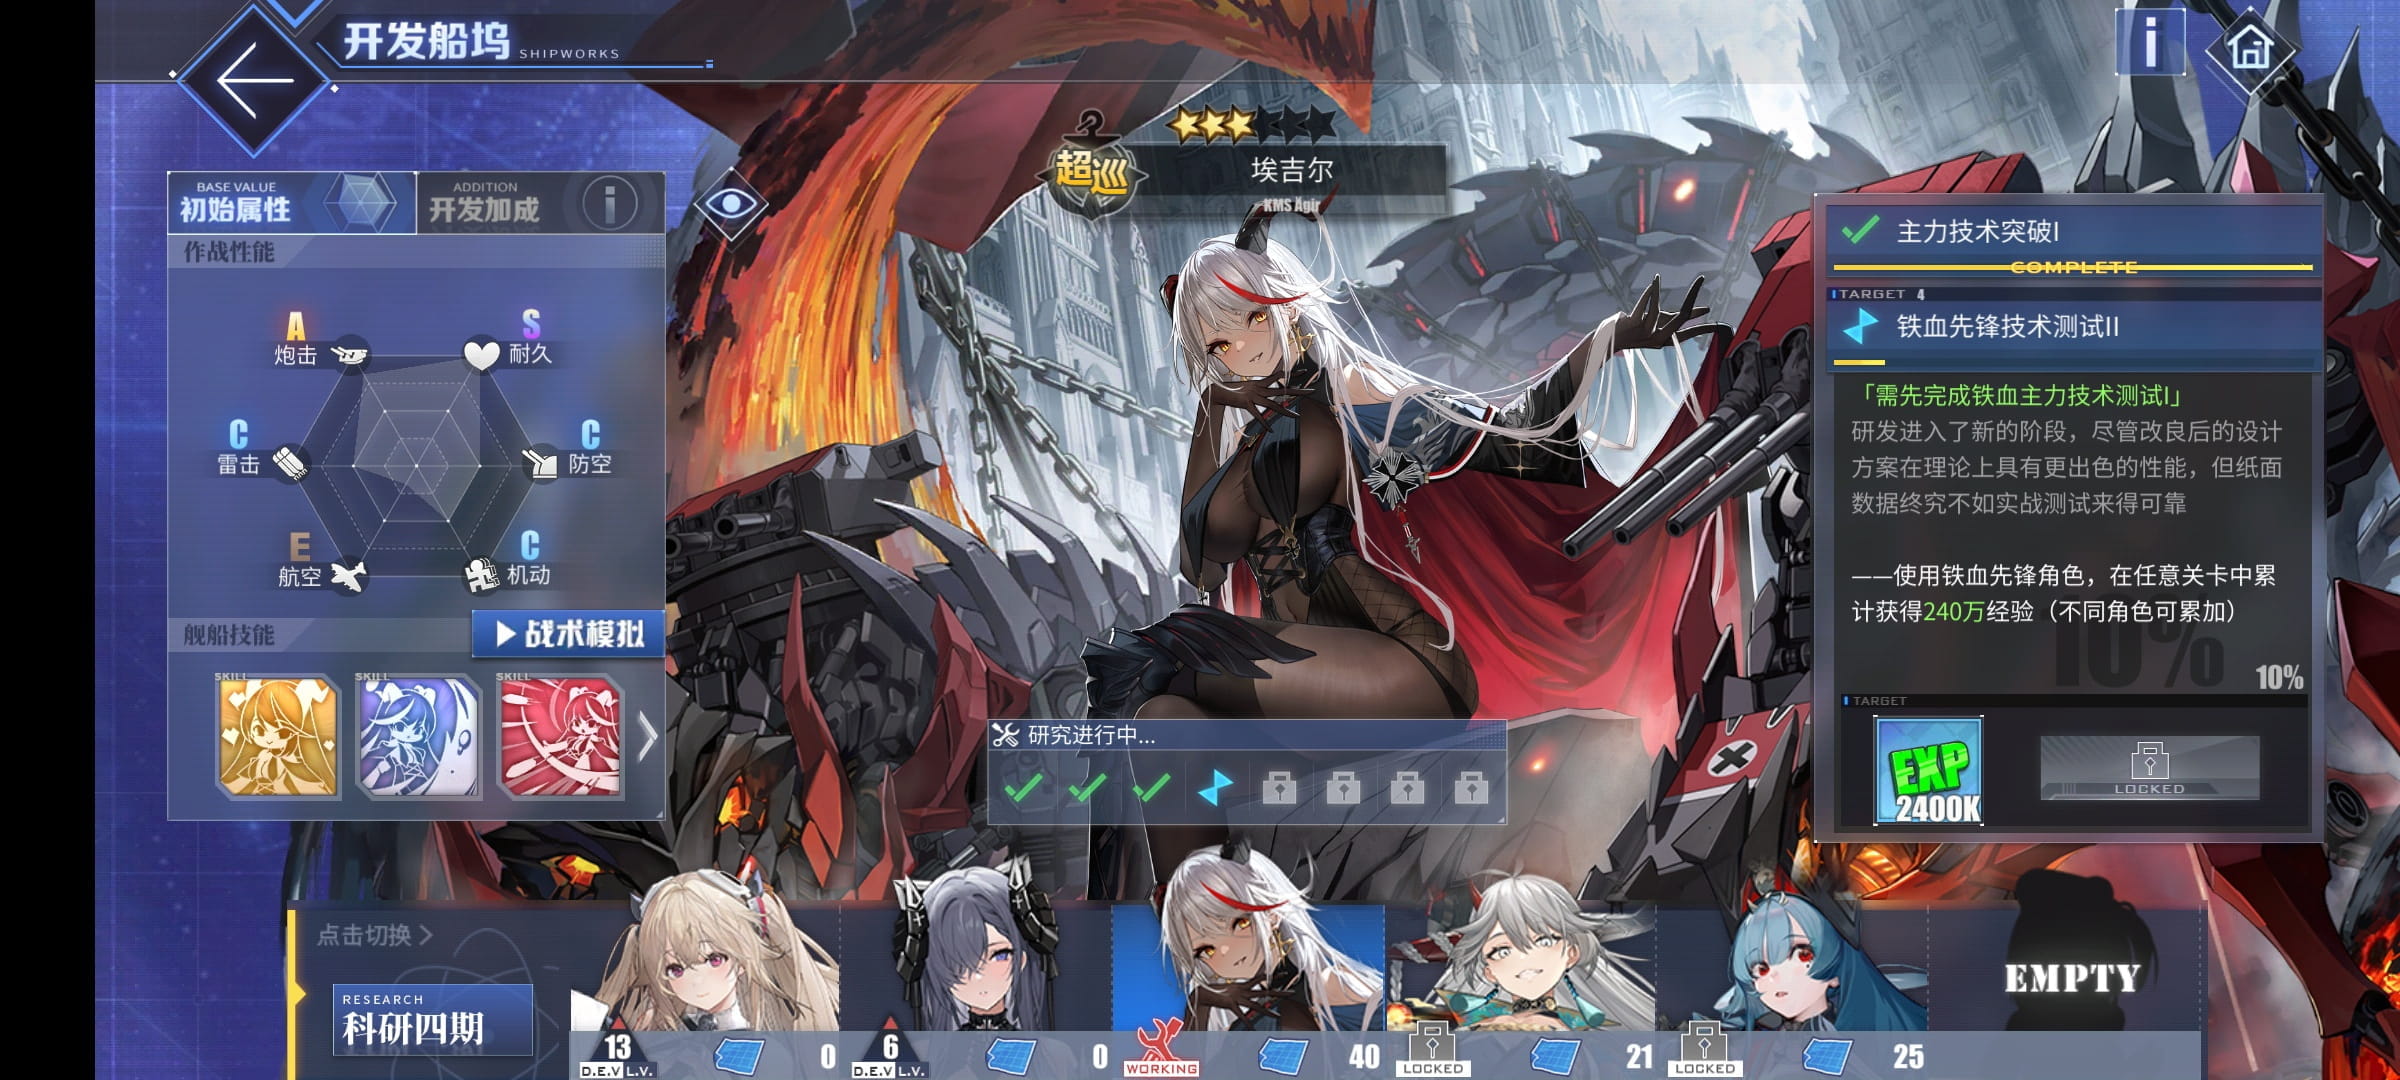 开发船坞 SHIPWORKS
BASE VALUE
初始属性
ADDITION
开发加成
作战性能
A
炮击
S
耐久
C
雷击
C
防空
E
航空
C
机动
舰船技能
战术模拟
SKILL SKILL SKILL
超巡
埃吉尔
KMS Ägir
主力技术突破I
COMPLETE
TARGET 4
铁血先锋技术测试II
「需先完成铁血主力技术测试I」
研发进入了新的阶段，尽管改良后的设计
方案在理论上具有更出色的性能，但纸面
数据终究不如实战测试来得可靠
——使用铁血先锋角色，在任意关卡中累
计获得240万经验（不同角色可累加）
10%
10%
TARGET
EXP
2400K
LOCKED
研究进行中...
点击切换
RESEARCH
科研四期
13
D.E.V L.V.
0
6
D.E.V L.V.
0
WORKING
40
LOCKED
21
LOCKED
25
EMPTY